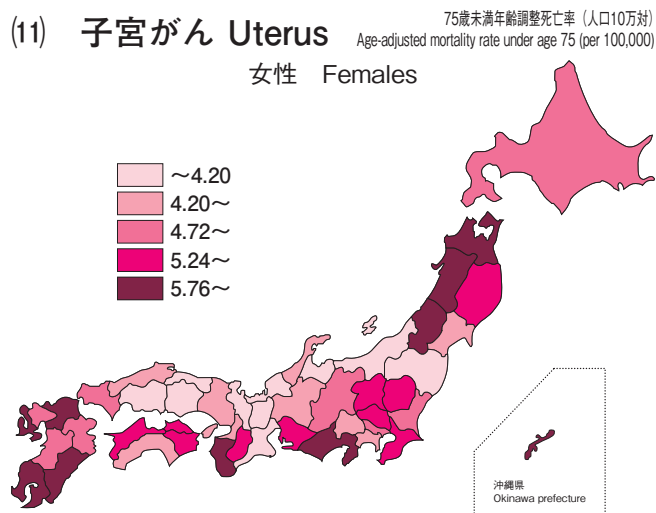 (11) 子宮がん Uterus
75歳未満年齢調整死亡率（人口10万対）
Age-adjusted mortality rate under age 75 (per 100,000)
女性 Females
～4.20
4.20～
4.72～
5.24～
5.76～
沖縄県
Okinawa prefecture